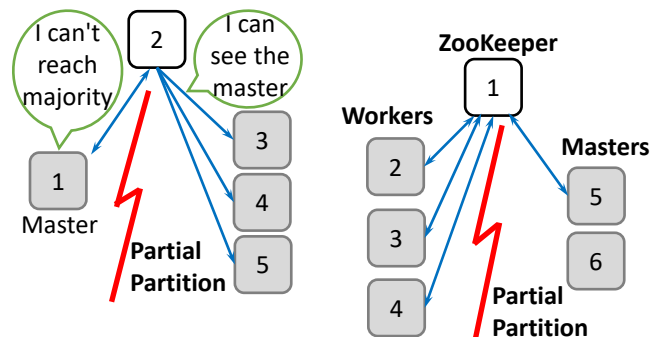 I can't
reach
majority
2
I can
see the
master
1
Master
3
4
5
Partial
Partition
ZooKeeper
1
Workers
2
3
4
Masters
5
6
Partial
Partition